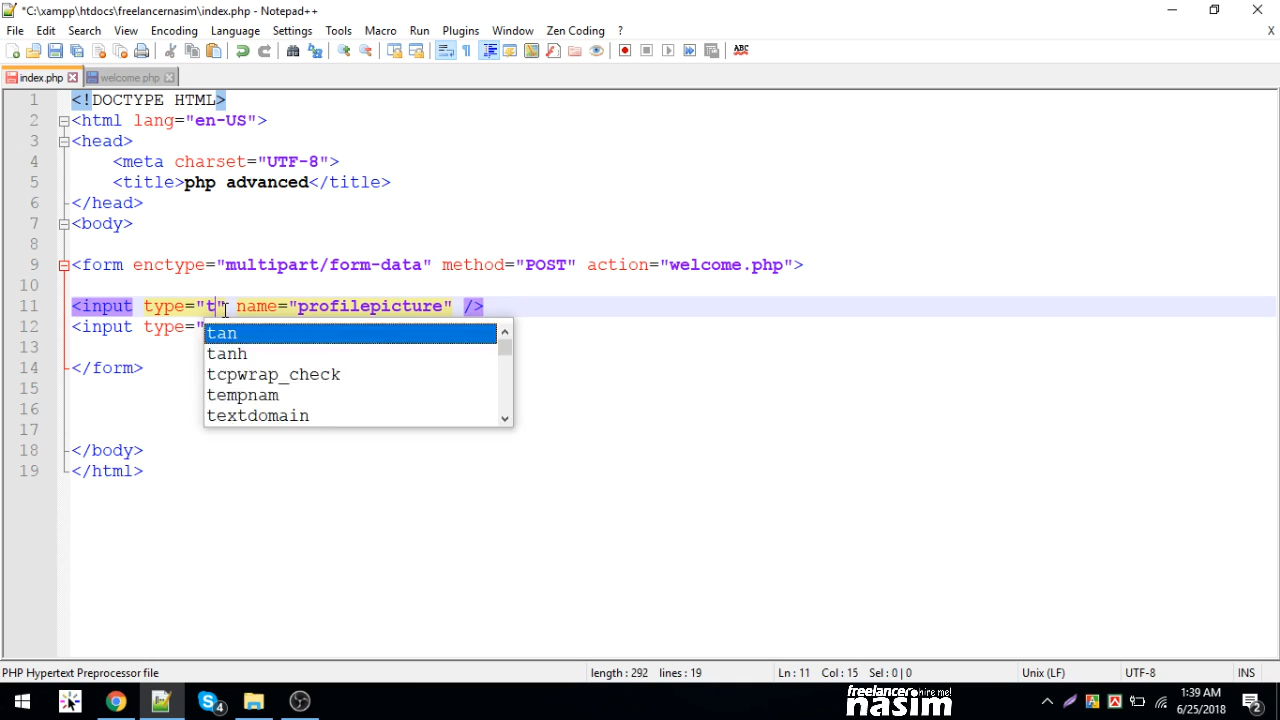 *C:\xampp\htdocs\freelancernasim\index.php - Notepad++
File Edit Search View Encoding Language Settings Tools Macro Run Plugins Window Zen Coding ? X
ABC
index.php welcome.php
1 <!DOCTYPE HTML>
2 <html lang="en-US">
3 <head>
4 <meta charset="UTF-8">
5 <title>php advanced</title>
6 </head>
7 <body>
8
9 <form enctype="multipart/form-data" method="POST" action="welcome.php">
10
11 <input type="t" name="profilepicture" />
12 <input type="
tan
13
tanh
14 </form>
tcpwrap_check
15
tempnam
16
textdomain
17
18 </body>
19 </html>
PHP Hypertext Preprocessor file length : 292 lines : 19 Ln : 11 Col : 15 Sel : 0 | 0 Unix (LF) UTF-8 INS
4
freelancer hire me!
nasim
1:39 AM
6/25/2018
2